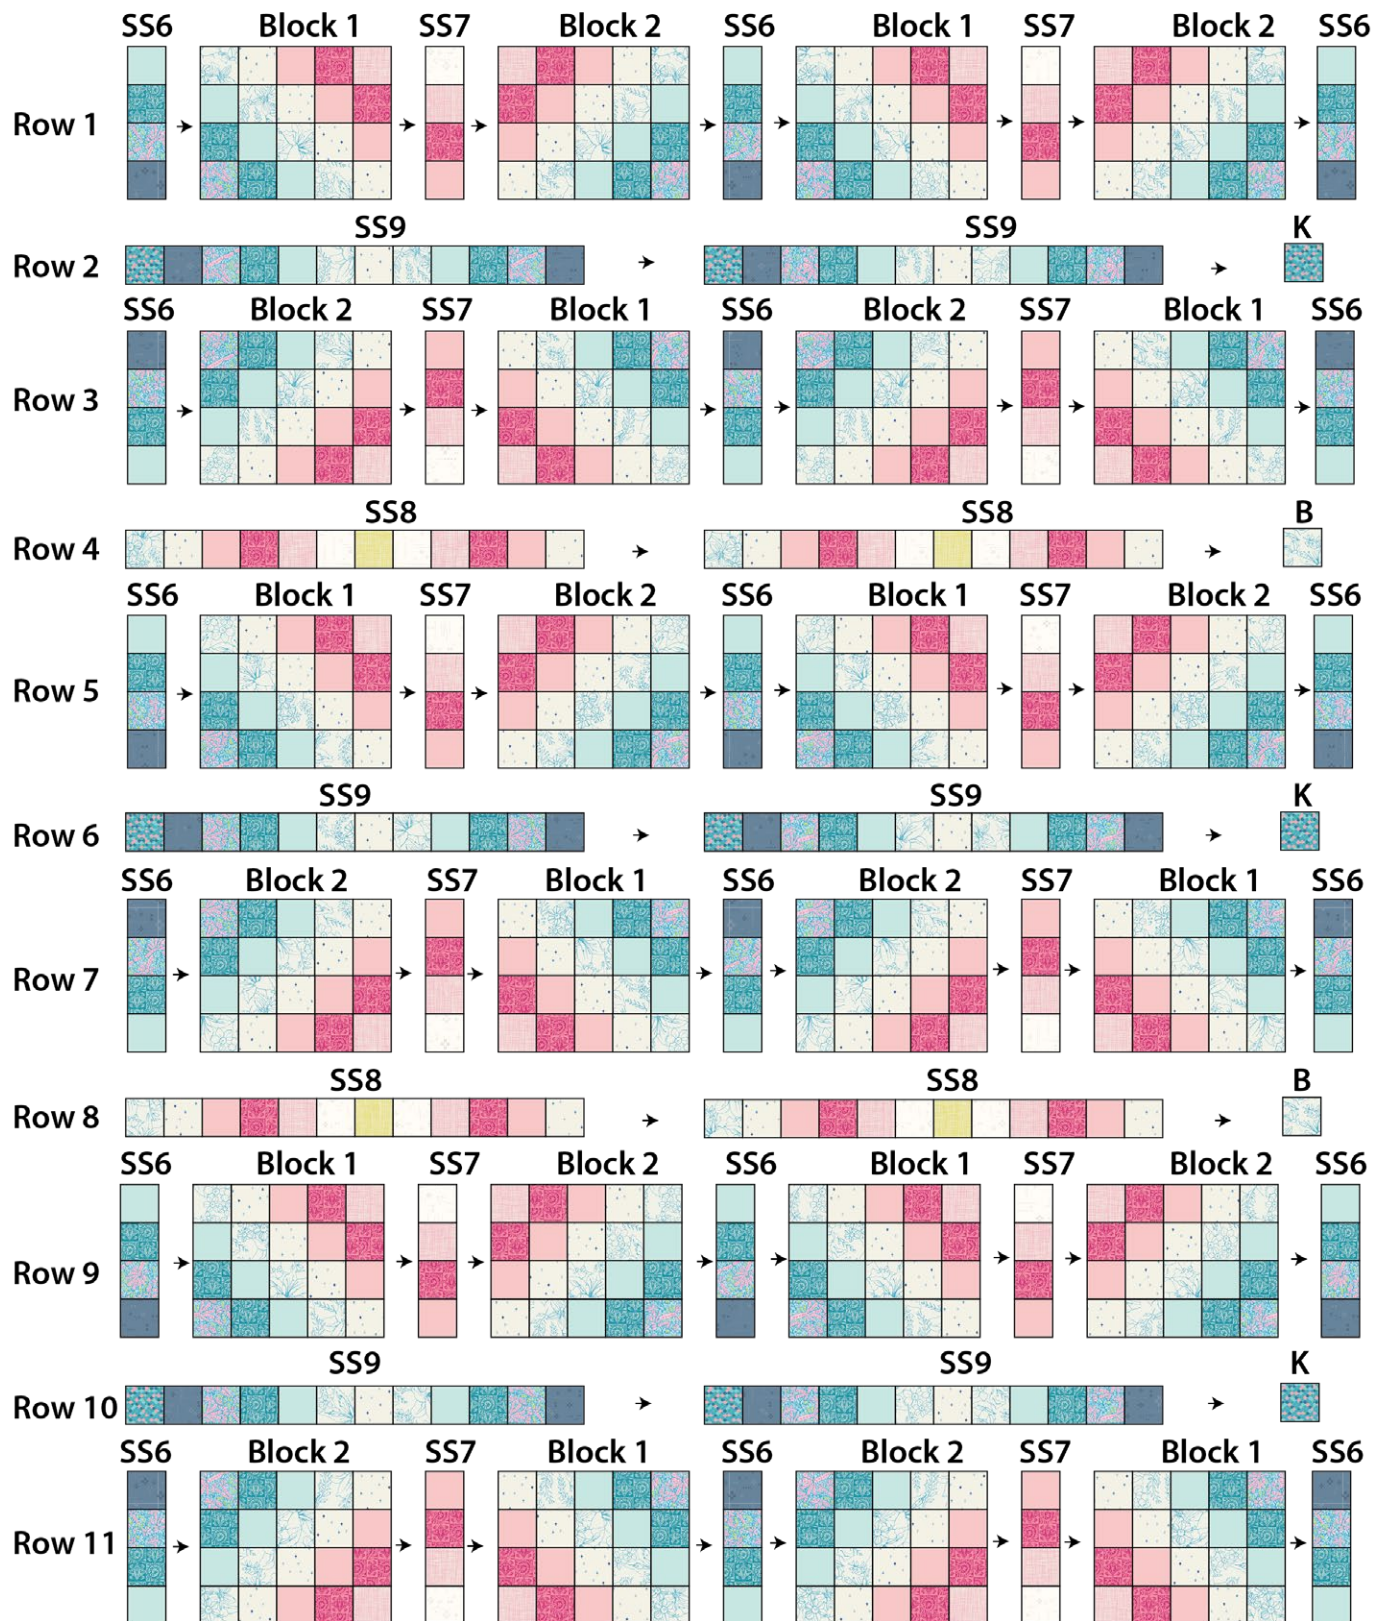 SS6 Block 1 SS7 Block 2 SS6 Block 1 SS7 Block 2 SS6
Row 1
SS9 SS9 K
Row 2
SS6 Block 2 SS7 Block 1 SS6 Block 2 SS7 Block 1 SS6
Row 3
SS8 SS8 B
Row 4
SS6 Block 1 SS7 Block 2 SS6 Block 1 SS7 Block 2 SS6
Row 5
SS9 SS9 K
Row 6
SS6 Block 2 SS7 Block 1 SS6 Block 2 SS7 Block 1 SS6
Row 7
SS8 SS8 B
Row 8
SS6 Block 1 SS7 Block 2 SS6 Block 1 SS7 Block 2 SS6
Row 9
SS9 SS9 K
Row 10
SS6 Block 2 SS7 Block 1 SS6 Block 2 SS7 Block 1 SS6
Row 11